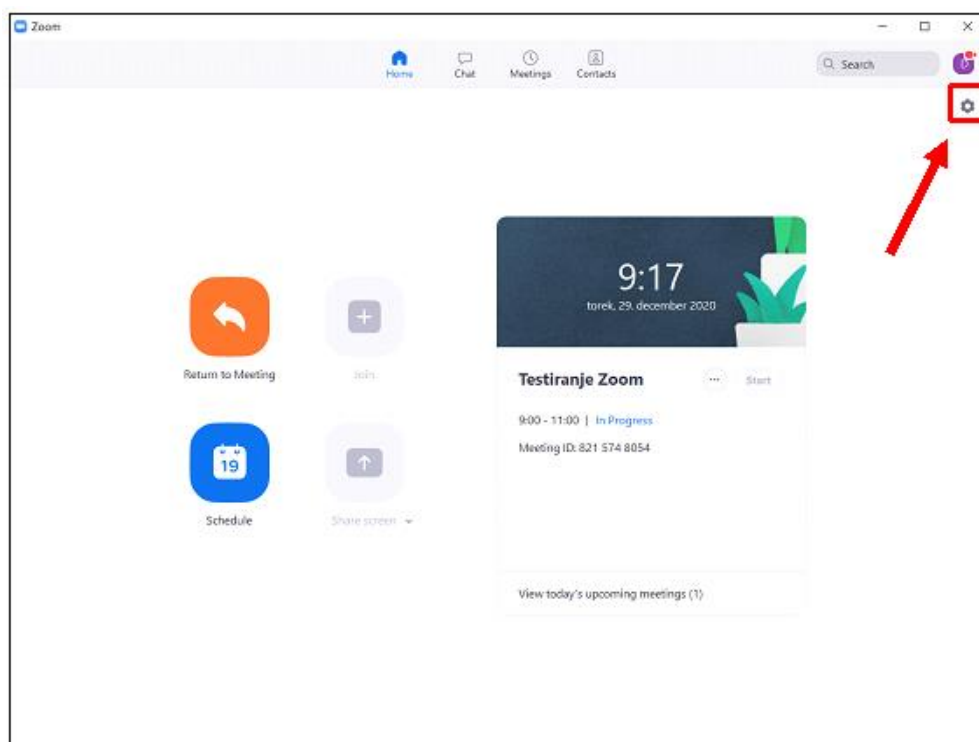 Zoom
Home Chat Meetings Contacts
Search
9:17
torek, 29. december 2020
Return to Meeting
Join
Testiranje Zoom
Start
9:00 - 11:00 | In Progress
Meeting ID: 821 574 8054
19
Schedule
Share screen
View today's upcoming meetings (1)